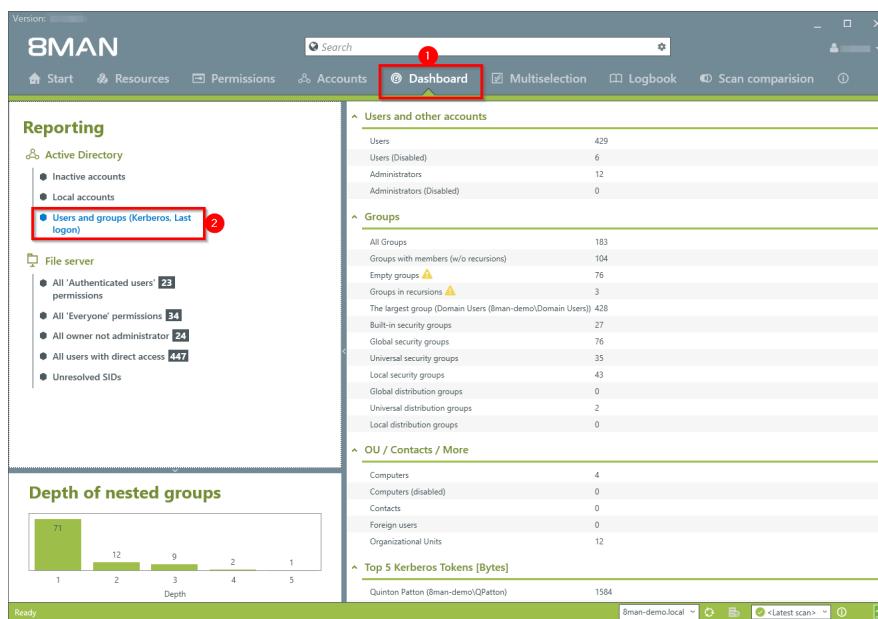 Version:
8MAN
Search
1
Start Resources Permissions Accounts Dashboard Multiselection Logbook Scan comparision
Reporting
Active Directory
Inactive accounts
Local accounts
Users and groups (Kerberos, Last
logon)
2
File server
All 'Authenticated users' 23
permissions
All 'Everyone' permissions 34
All owner not administrator 24
All users with direct access 447
Unresolved SIDs
Depth of nested groups
71
12
9
2
1
1 2 3 4 5
Depth
Users and other accounts
Users 429
Users (Disabled) 6
Administrators 12
Administrators (Disabled) 0
Groups
All Groups 183
Groups with members (w/o recursions) 104
Empty groups 76
Groups in recursions 3
The largest group (Domain Users (8man-demo\Domain Users)) 428
Built-in security groups 27
Global security groups 76
Universal security groups 35
Local security groups 43
Global distribution groups 0
Universal distribution groups 2
Local distribution groups 0
OU / Contacts / More
Computers 4
Computers (disabled) 0
Contacts 0
Foreign users 0
Organizational Units 12
Top 5 Kerberos Tokens [Bytes]
Quinton Patton (8man-demo\QPatton) 1584
Ready
8man-demo.local
<Latest scan>